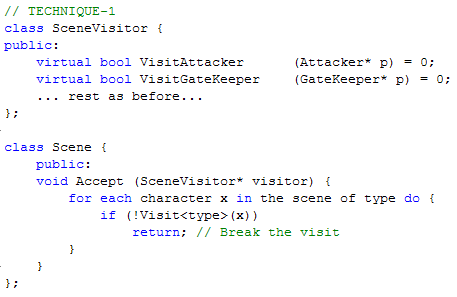 // TECHNIQUE-1
class SceneVisitor {
public:
    virtual bool VisitAttacker      (Attacker* p) = 0;
    virtual bool VisitGateKeeper    (GateKeeper* p) = 0;
    ... rest as before...
};
class Scene {
    public:
    void Accept (SceneVisitor* visitor) {
        for each character x in the scene of type do {
            if (!Visit<type>(x))
                return; // Break the visit
        }
    }
};